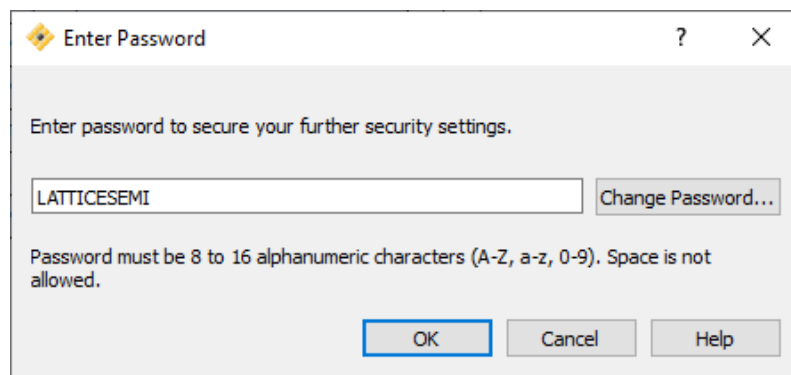 Enter Password
?
Enter password to secure your further security settings.
LATTICESEMI
Change Password...
Password must be 8 to 16 alphanumeric characters (A-Z, a-z, 0-9). Space is not
allowed.
OK
Cancel
Help